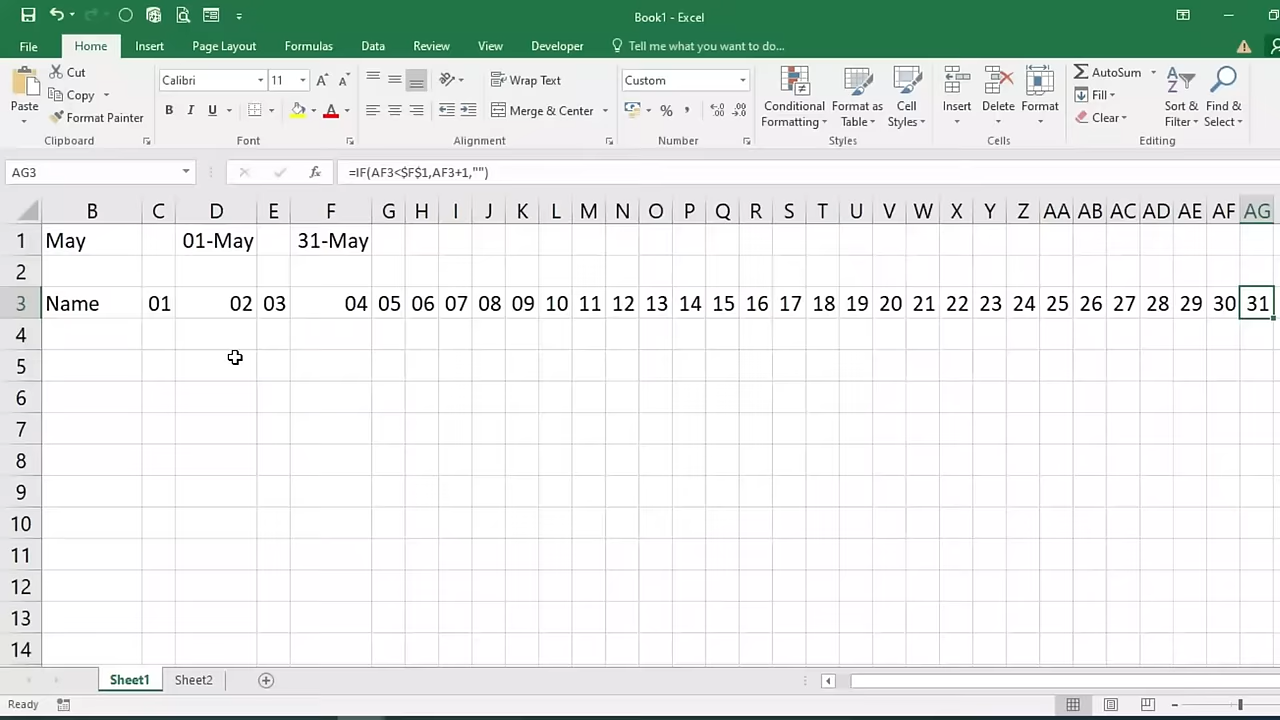 Book1 - Excel
File Home Insert Page Layout Formulas Data Review View Developer Tell me what you want to do...
Paste
Cut
Copy
Format Painter
Clipboard
Calibri 11
B I U
Font
Wrap Text
Merge & Center
Alignment
Custom
Number
Conditional Formatting
Format as Table
Cell Styles
Styles
Insert
Delete
Format
Cells
AutoSum
Fill
Clear
Sort & Filter
Find & Select
Editing
AG3 fx =IF(AF3<$F$1,AF3+1,"")
B C D E F G H I J K L M N O P Q R S T U V W X Y Z AA AB AC AD AE AF AG
1 May 01-May 31-May
2
3 Name 01 02 03 04 05 06 07 08 09 10 11 12 13 14 15 16 17 18 19 20 21 22 23 24 25 26 27 28 29 30 31
4
5
6
7
8
9
10
11
12
13
14
Sheet1 Sheet2
Ready